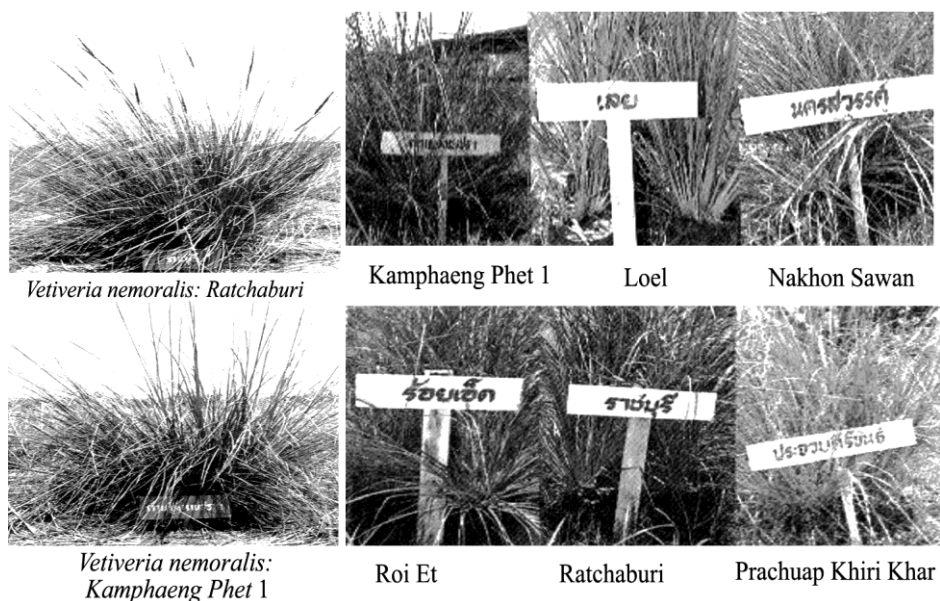 เลย
นครสวรรค์
Kamphaeng Phet 1
Loel
Nakhon Sawan
Vetiveria nemoralis: Ratchaburi
ร้อยเอ็ด
ราชบุรี
ประจวบคีรีขันธ์
Vetiveria nemoralis:
Kamphaeng Phet 1
Roi Et
Ratchaburi
Prachuap Khiri Khar